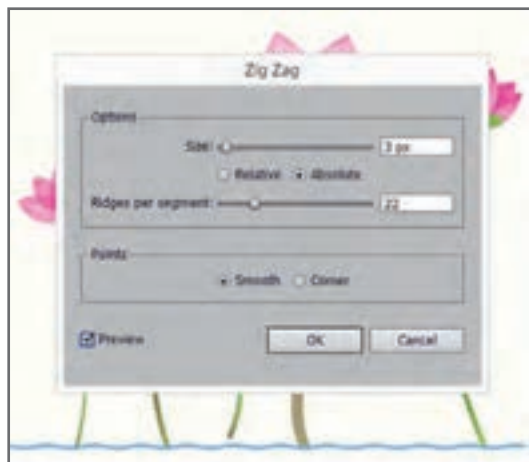 Zig Zag
Options
Size: 3 px
Relative Absolute
Ridges per segment: 22
Points
Smooth Corner
Preview OK Cancel